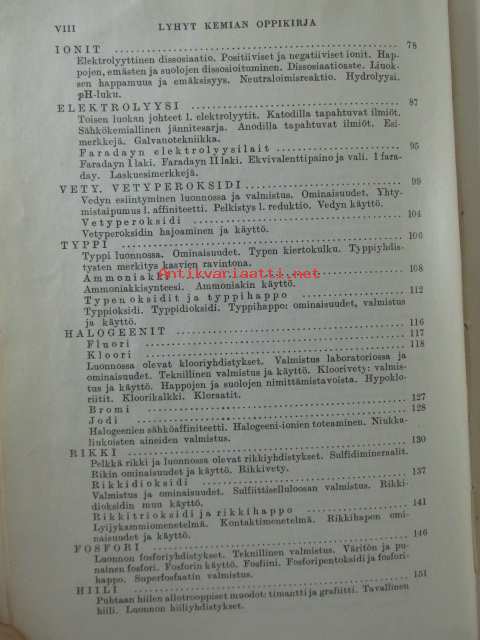 VIII LYHYT KEMIAN OPPIKIRJA
IONIT 78
Elektrolyyttinen dissosiaatio. Positiiviset ja negatiiviset ionit. Hap-
pojen, emästen ja suolojen dissosioituminen. Dissosiaatioaste. Liuok-
sen happamuus ja emäksisyys. Neutraloimisreaktio. Hydrolyysi.
pH-luku.
ELEKTROLYYSI 87
Toisen luokan johteet l. elektrolyytit. Katodilla tapahtuvat ilmiöt.
Sähkökemiallinen jännitesarja. Anodilla tapahtuvat ilmiöt. Esi-
merkkejä. Galvanotekniikka.
Faradayn elektrolyysilait 95
Faradayn I laki. Faradayn II laki. Ekvivalenttipaino ja vali. 1 fara-
day. Laskuesimerkkejä.
VETY, VETYPEROKSIDI 99
Vedyn esiintyminen luonnossa ja valmistus. Ominaisuudet. Yhty-
mistaipumus l. affiniteetti. Pelkistys l. reduktio. Vedyn käyttö.
Vetyperoksidi 104
Vetyperoksidin hajoaminen ja käyttö.
TYPPI 106
Typpi luonnossa. Ominaisuudet. Typen kiertokulku. Typpiyhdis-
tysten merkitys kasvien ravintona.
Ammoniakki 108
Antikvariaatti.net
Ammoniakkisynteesi. Ammoniakin käyttö.
Typen oksidit ja typpihappo 112
Typpioksidi. Typpidioksidi. Typpihappo: ominaisuudet, valmistus
ja käyttö.
HALOGEENIT 116
Fluori 117
Kloori 118
Luonnossa olevat klooriyhdistykset. Valmistus laboratoriossa ja
ominaisuudet. Teknillinen valmistus ja käyttö. Kloorivety: valmis-
tus ja käyttö. Happojen ja suolojen nimittämistavoista. Hypoklo-
riitit. Kloorikalkki. Kloraatit.
Bromi 127
Jodi 128
Halogeenien sähköaffiniteetti. Halogeeni-ionien toteaminen. Niukka-
liukoisten aineiden valmistus.
RIKKI 130
Pelkkä rikki ja luonnossa olevat rikkiyhdistykset. Sulfidimineraalit.
Rikin ominaisuudet ja käyttö. Rikkivety.
Rikkidioksidi 137
Valmistus ja ominaisuudet. Sulfiittiselluloosan valmistus. Rikki-
dioksidin muu käyttö.
Rikkitrioksidi ja rikkihappo 141
Lyijykammiomenetelmä. Kontaktimenetelmä. Rikkihapon omi-
naisuudet ja käyttö.
FOSFORI 146
Luonnon fosforiyhdistykset. Teknillinen valmistus. Väritön ja pu-
nainen fosfori. Fosforin käyttö. Fosfiini. Fosforipentoksidi ja fosfori-
happo. Superfosfaatin valmistus.
HIILI 151
Puhtaan hiilen allotrooppiset muodot: timantti ja grafiitti. Tavallinen
hiili. Luonnon hiiliyhdistykset.